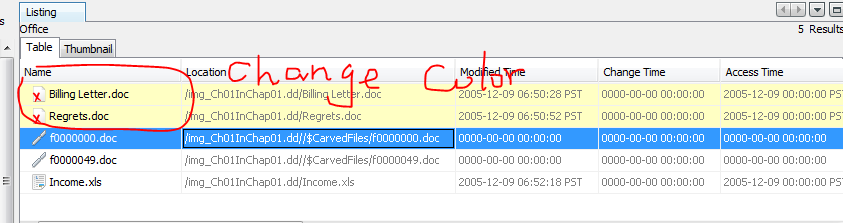 Listing
Office
5 Results
Table Thumbnail
Name Location Modified Time Change Time Access Time
Change Color
Billing Letter.doc /img_Ch01InChap01.dd/Billing Letter.doc 2005-12-09 06:50:28 PST 0000-00-00 00:00:00 2005-12-09 00:00:00 PST
Regrets.doc /img_Ch01InChap01.dd/Regrets.doc 2005-12-09 06:50:52 PST 0000-00-00 00:00:00 2005-12-09 00:00:00 PST
f0000000.doc /img_Ch01InChap01.dd//$CarvedFiles/f0000000.doc 0000-00-00 00:00:00 0000-00-00 00:00:00 0000-00-00 00:00:00
f0000049.doc /img_Ch01InChap01.dd//$CarvedFiles/f0000049.doc 0000-00-00 00:00:00 0000-00-00 00:00:00 0000-00-00 00:00:00
Income.xls /img_Ch01InChap01.dd/Income.xls 2005-12-09 06:52:18 PST 0000-00-00 00:00:00 2005-12-09 00:00:00 PST